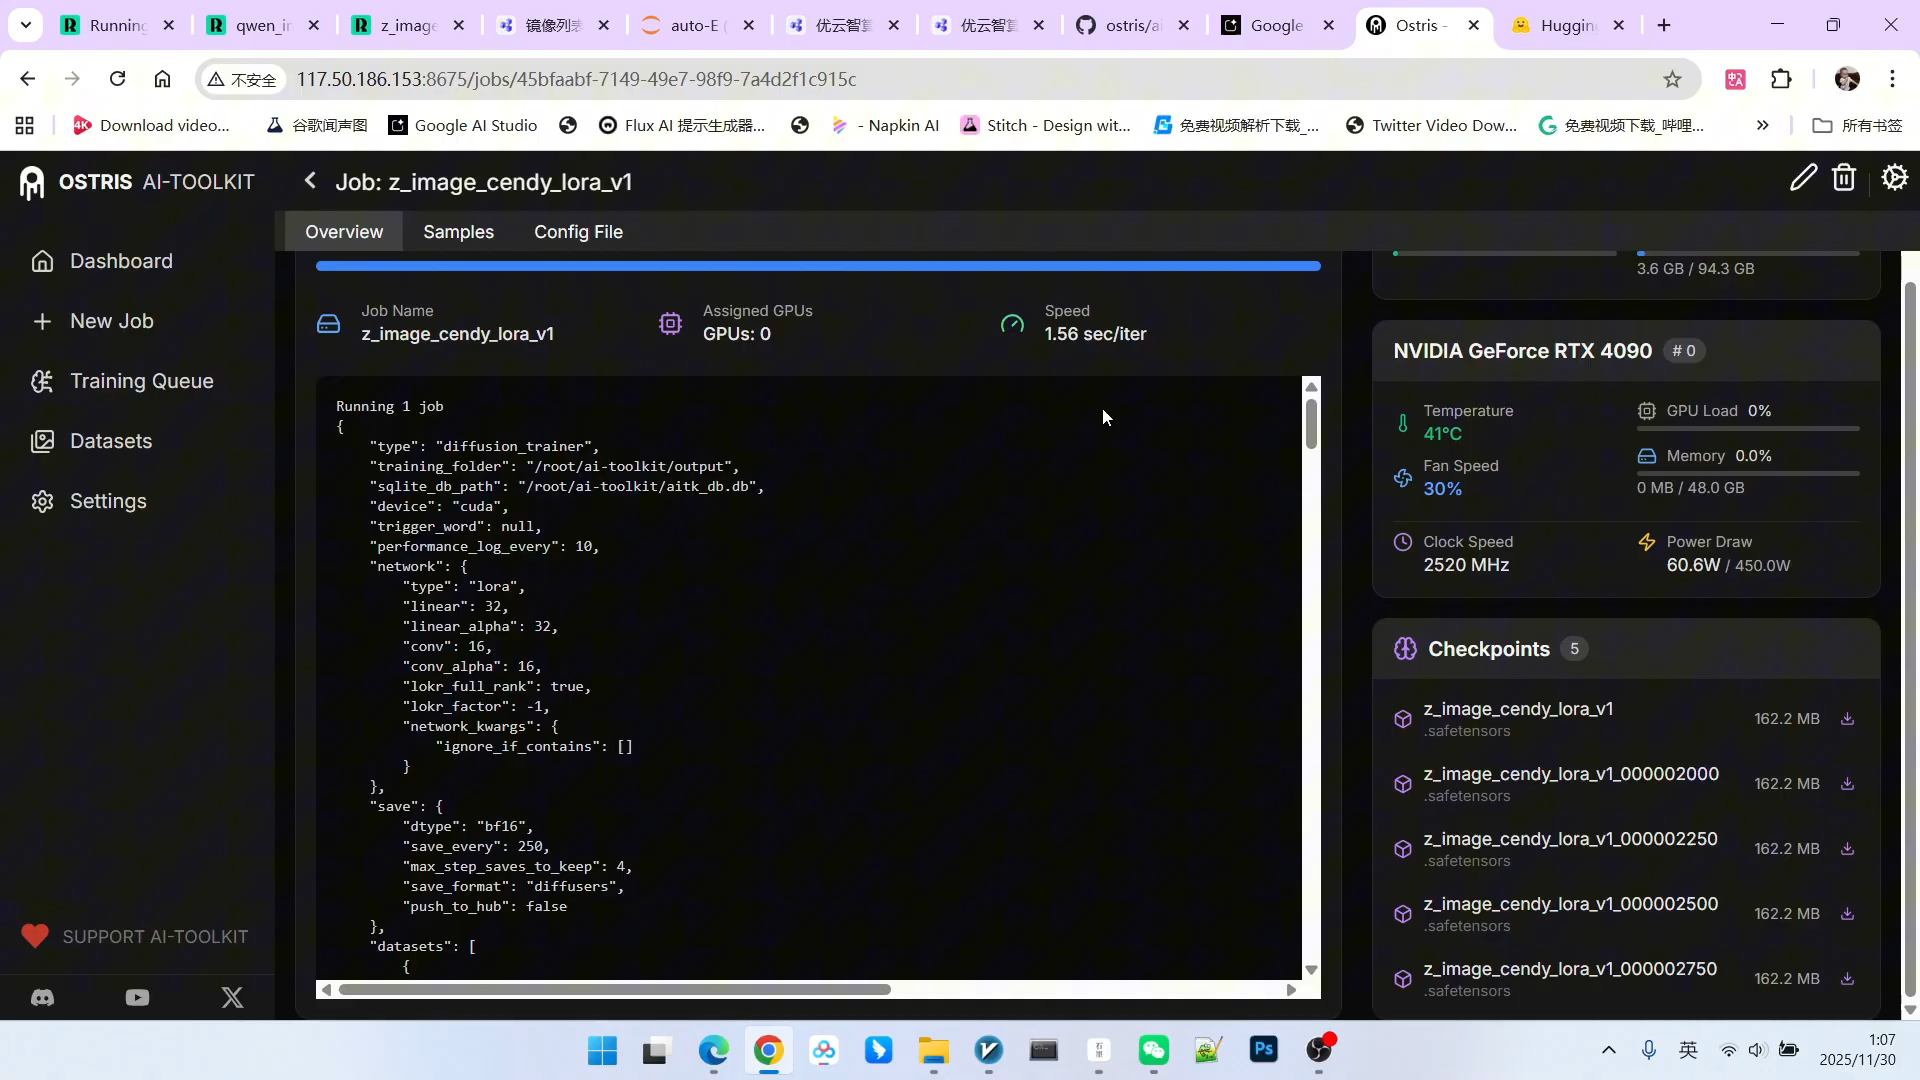 Running
qwen_ir
z_image
镜像列表
auto-E (
优云智算
优云智算
ostris/ai
Google
Ostris -
Hugging
不安全
117.50.186.153:8675/jobs/45bfaabf-7149-49e7-98f9-7a4d2f1c915c
Download video...
谷歌闻声图
Google AI Studio
Flux AI 提示生成器...
- Napkin AI
Stitch - Design wit...
免费视频解析下载_...
Twitter Video Dow...
免费视频下载_哔哩...
所有书签
OSTRIS AI-TOOLKIT
Job: z_image_cendy_lora_v1
Overview
Samples
Config File
Dashboard
New Job
Training Queue
Datasets
Settings
SUPPORT AI-TOOLKIT
Job Name
z_image_cendy_lora_v1
Assigned GPUs
GPUs: 0
Speed
1.56 sec/iter
Running 1 job
{
"type": "diffusion_trainer",
"training_folder": "/root/ai-toolkit/output",
"sqlite_db_path": "/root/ai-toolkit/aitk_db.db",
"device": "cuda",
"trigger_word": null,
"performance_log_every": 10,
"network": {
"type": "lora",
"linear": 32,
"linear_alpha": 32,
"conv": 16,
"conv_alpha": 16,
"lokr_full_rank": true,
"lokr_factor": -1,
"network_kwargs": {
"ignore_if_contains": []
}
},
"save": {
"dtype": "bf16",
"save_every": 250,
"max_step_saves_to_keep": 4,
"save_format": "diffusers",
"push_to_hub": false
},
"datasets": [
{
3.6 GB / 94.3 GB
NVIDIA GeForce RTX 4090 # 0
Temperature
41°C
GPU Load 0%
Fan Speed
30%
Memory 0.0%
0 MB / 48.0 GB
Clock Speed
2520 MHz
Power Draw
60.6W / 450.0W
Checkpoints 5
z_image_cendy_lora_v1
.safetensors
162.2 MB
z_image_cendy_lora_v1_000002000
.safetensors
162.2 MB
z_image_cendy_lora_v1_000002250
.safetensors
162.2 MB
z_image_cendy_lora_v1_000002500
.safetensors
162.2 MB
z_image_cendy_lora_v1_000002750
.safetensors
162.2 MB
Ps
英
1:07
2025/11/30